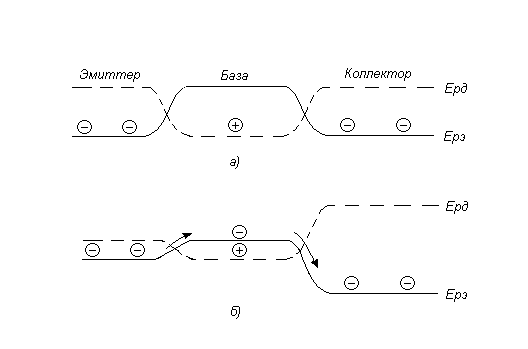 Эмиттер База Коллектор
Ерд
− − + − − Ерэ
а)
Ерд
−
− − +
− − Ерэ
б)